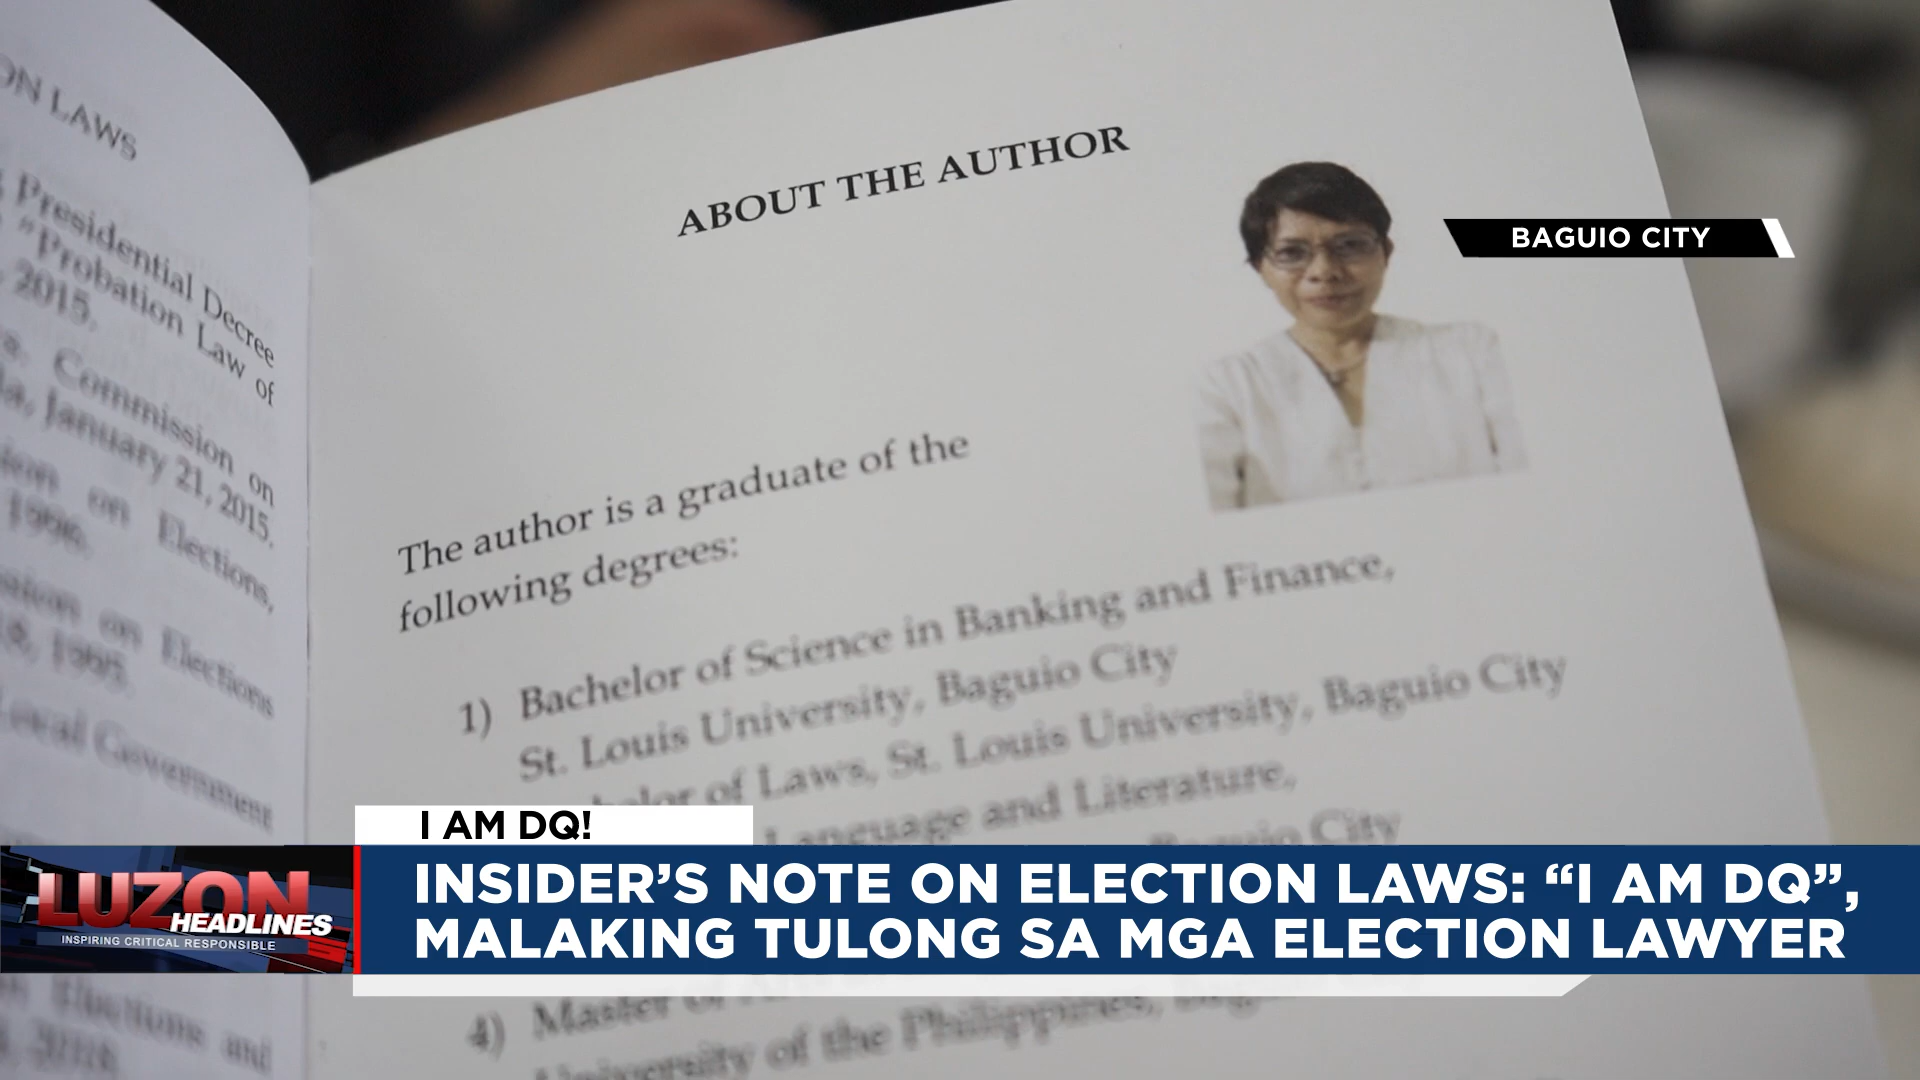 ON LAWS
Presidential Decree
"Probation Law of
2015.
Commission on
January 21, 2015.
on Elections,
1996.
on Elections
1995.
Local Government
Elections and
ABOUT THE AUTHOR
The author is a graduate of the
following degrees:
1) Bachelor of Science in Banking and Finance,
St. Louis University, Baguio City
of Laws, St. Louis University, Baguio City
Language and Literature,
Baguio City
4) Master of
University of the Philippines,
BAGUIO CITY
I AM DQ!
LUZON
HEADLINES
INSPIRING CRITICAL RESPONSIBLE
INSIDER'S NOTE ON ELECTION LAWS: "I AM DQ",
MALAKING TULONG SA MGA ELECTION LAWYER